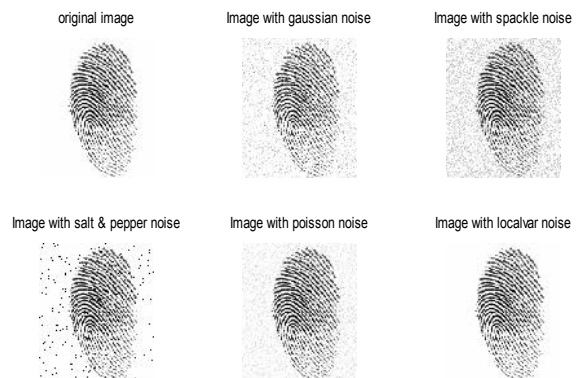 original image
Image with gaussian noise
Image with spackle noise
Image with salt & pepper noise
Image with poisson noise
Image with localvar noise